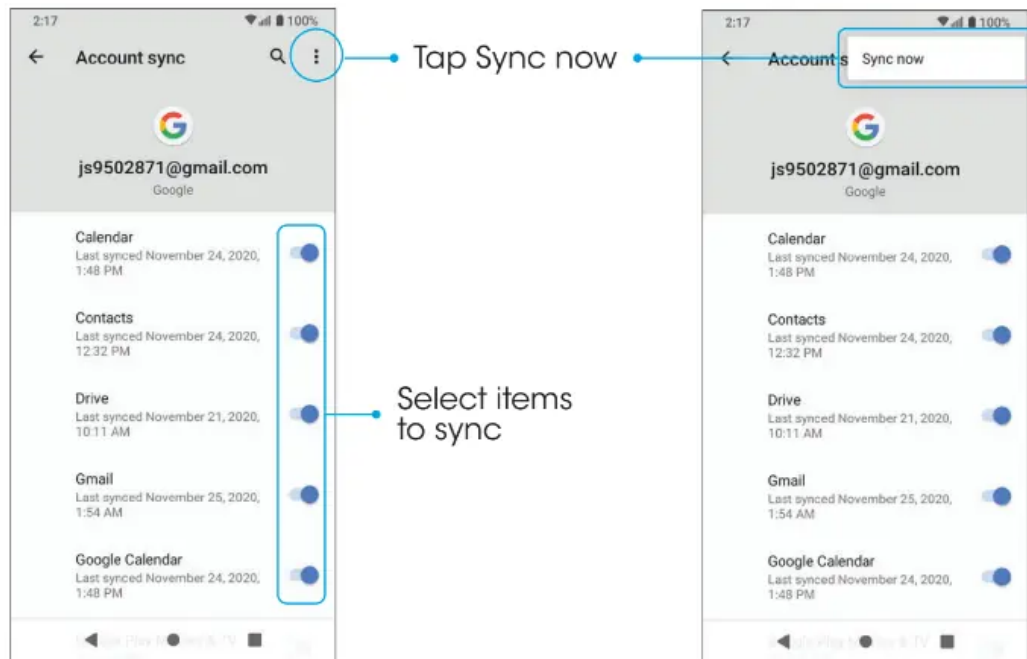 2:17 100%
Account sync
js9502871@gmail.com
Google
Calendar
Last synced November 24, 2020,
1:48 PM
Contacts
Last synced November 24, 2020,
12:32 PM
Drive
Last synced November 21, 2020,
10:11 AM
Gmail
Last synced November 25, 2020,
1:54 AM
Google Calendar
Last synced November 24, 2020,
1:48 PM
Tap Sync now
Select items
to sync
2:17 100%
Account s Sync now
js9502871@gmail.com
Google
Calendar
Last synced November 24, 2020,
1:48 PM
Contacts
Last synced November 24, 2020,
12:32 PM
Drive
Last synced November 21, 2020,
10:11 AM
Gmail
Last synced November 25, 2020,
1:54 AM
Google Calendar
Last synced November 24, 2020,
1:48 PM